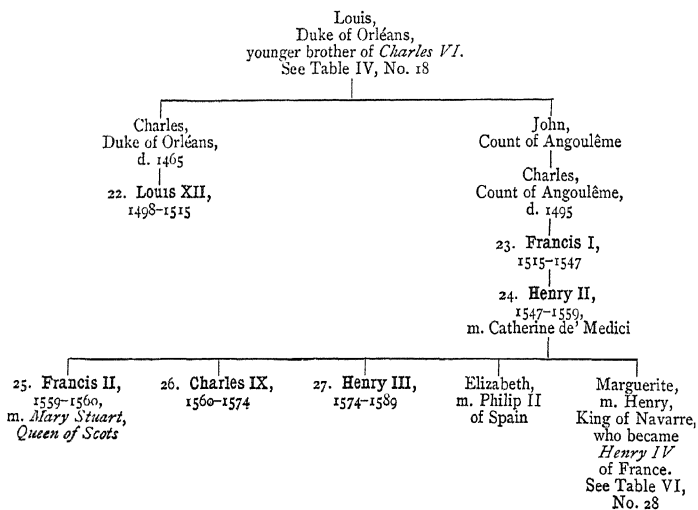 Louis,
Duke of Orléans,
younger brother of Charles VI.
See Table IV, No. 18
Charles,
Duke of Orléans,
d. 1465
22. Louis XII,
1498-1515
John,
Count of Angoulême
Charles,
Count of Angoulême,
d. 1495
23. Francis I,
1515-1547
24. Henry II,
1547-1559,
m. Catherine de' Medici
25. Francis II,
1559-1560,
m. Mary Stuart,
Queen of Scots
26. Charles IX,
1560-1574
27. Henry III,
1574-1589
Elizabeth,
m. Philip II
of Spain
Marguerite,
m. Henry,
King of Navarre,
who became
Henry IV
of France.
See Table VI,
No. 28